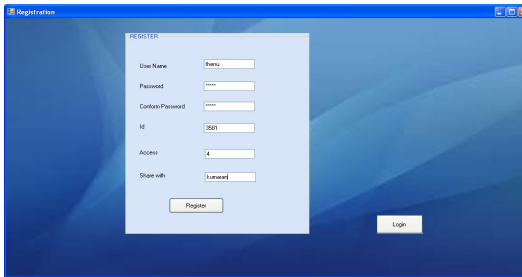 Registration
REGISTER
User Name thenu
Password *****
Conform Password *****
Id 3581
Access 4
Share with kumaran
Register
Login